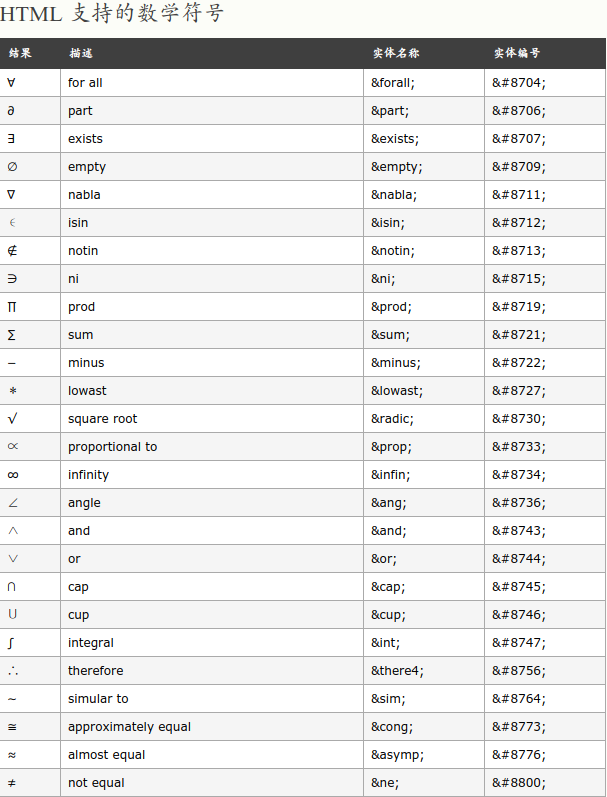 HTML 支持的数学符号
结果 描述 实体名称 实体编号
∀ for all &forall; &#8704;
∂ part &part; &#8706;
∃ exists &exists; &#8707;
∅ empty &empty; &#8709;
∇ nabla &nabla; &#8711;
∈ isin &isin; &#8712;
∉ notin &notin; &#8713;
∋ ni &ni; &#8715;
∏ prod &prod; &#8719;
∑ sum &sum; &#8721;
− minus &minus; &#8722;
∗ lowast &lowast; &#8727;
√ square root &radic; &#8730;
∝ proportional to &prop; &#8733;
∞ infinity &infin; &#8734;
∠ angle &ang; &#8736;
∧ and &and; &#8743;
∨ or &or; &#8744;
∩ cap &cap; &#8745;
∪ cup &cup; &#8746;
∫ integral &int; &#8747;
∴ therefore &there4; &#8756;
∼ simular to &sim; &#8764;
≅ approximately equal &cong; &#8773;
≈ almost equal &asymp; &#8776;
≠ not equal &ne; &#8800;